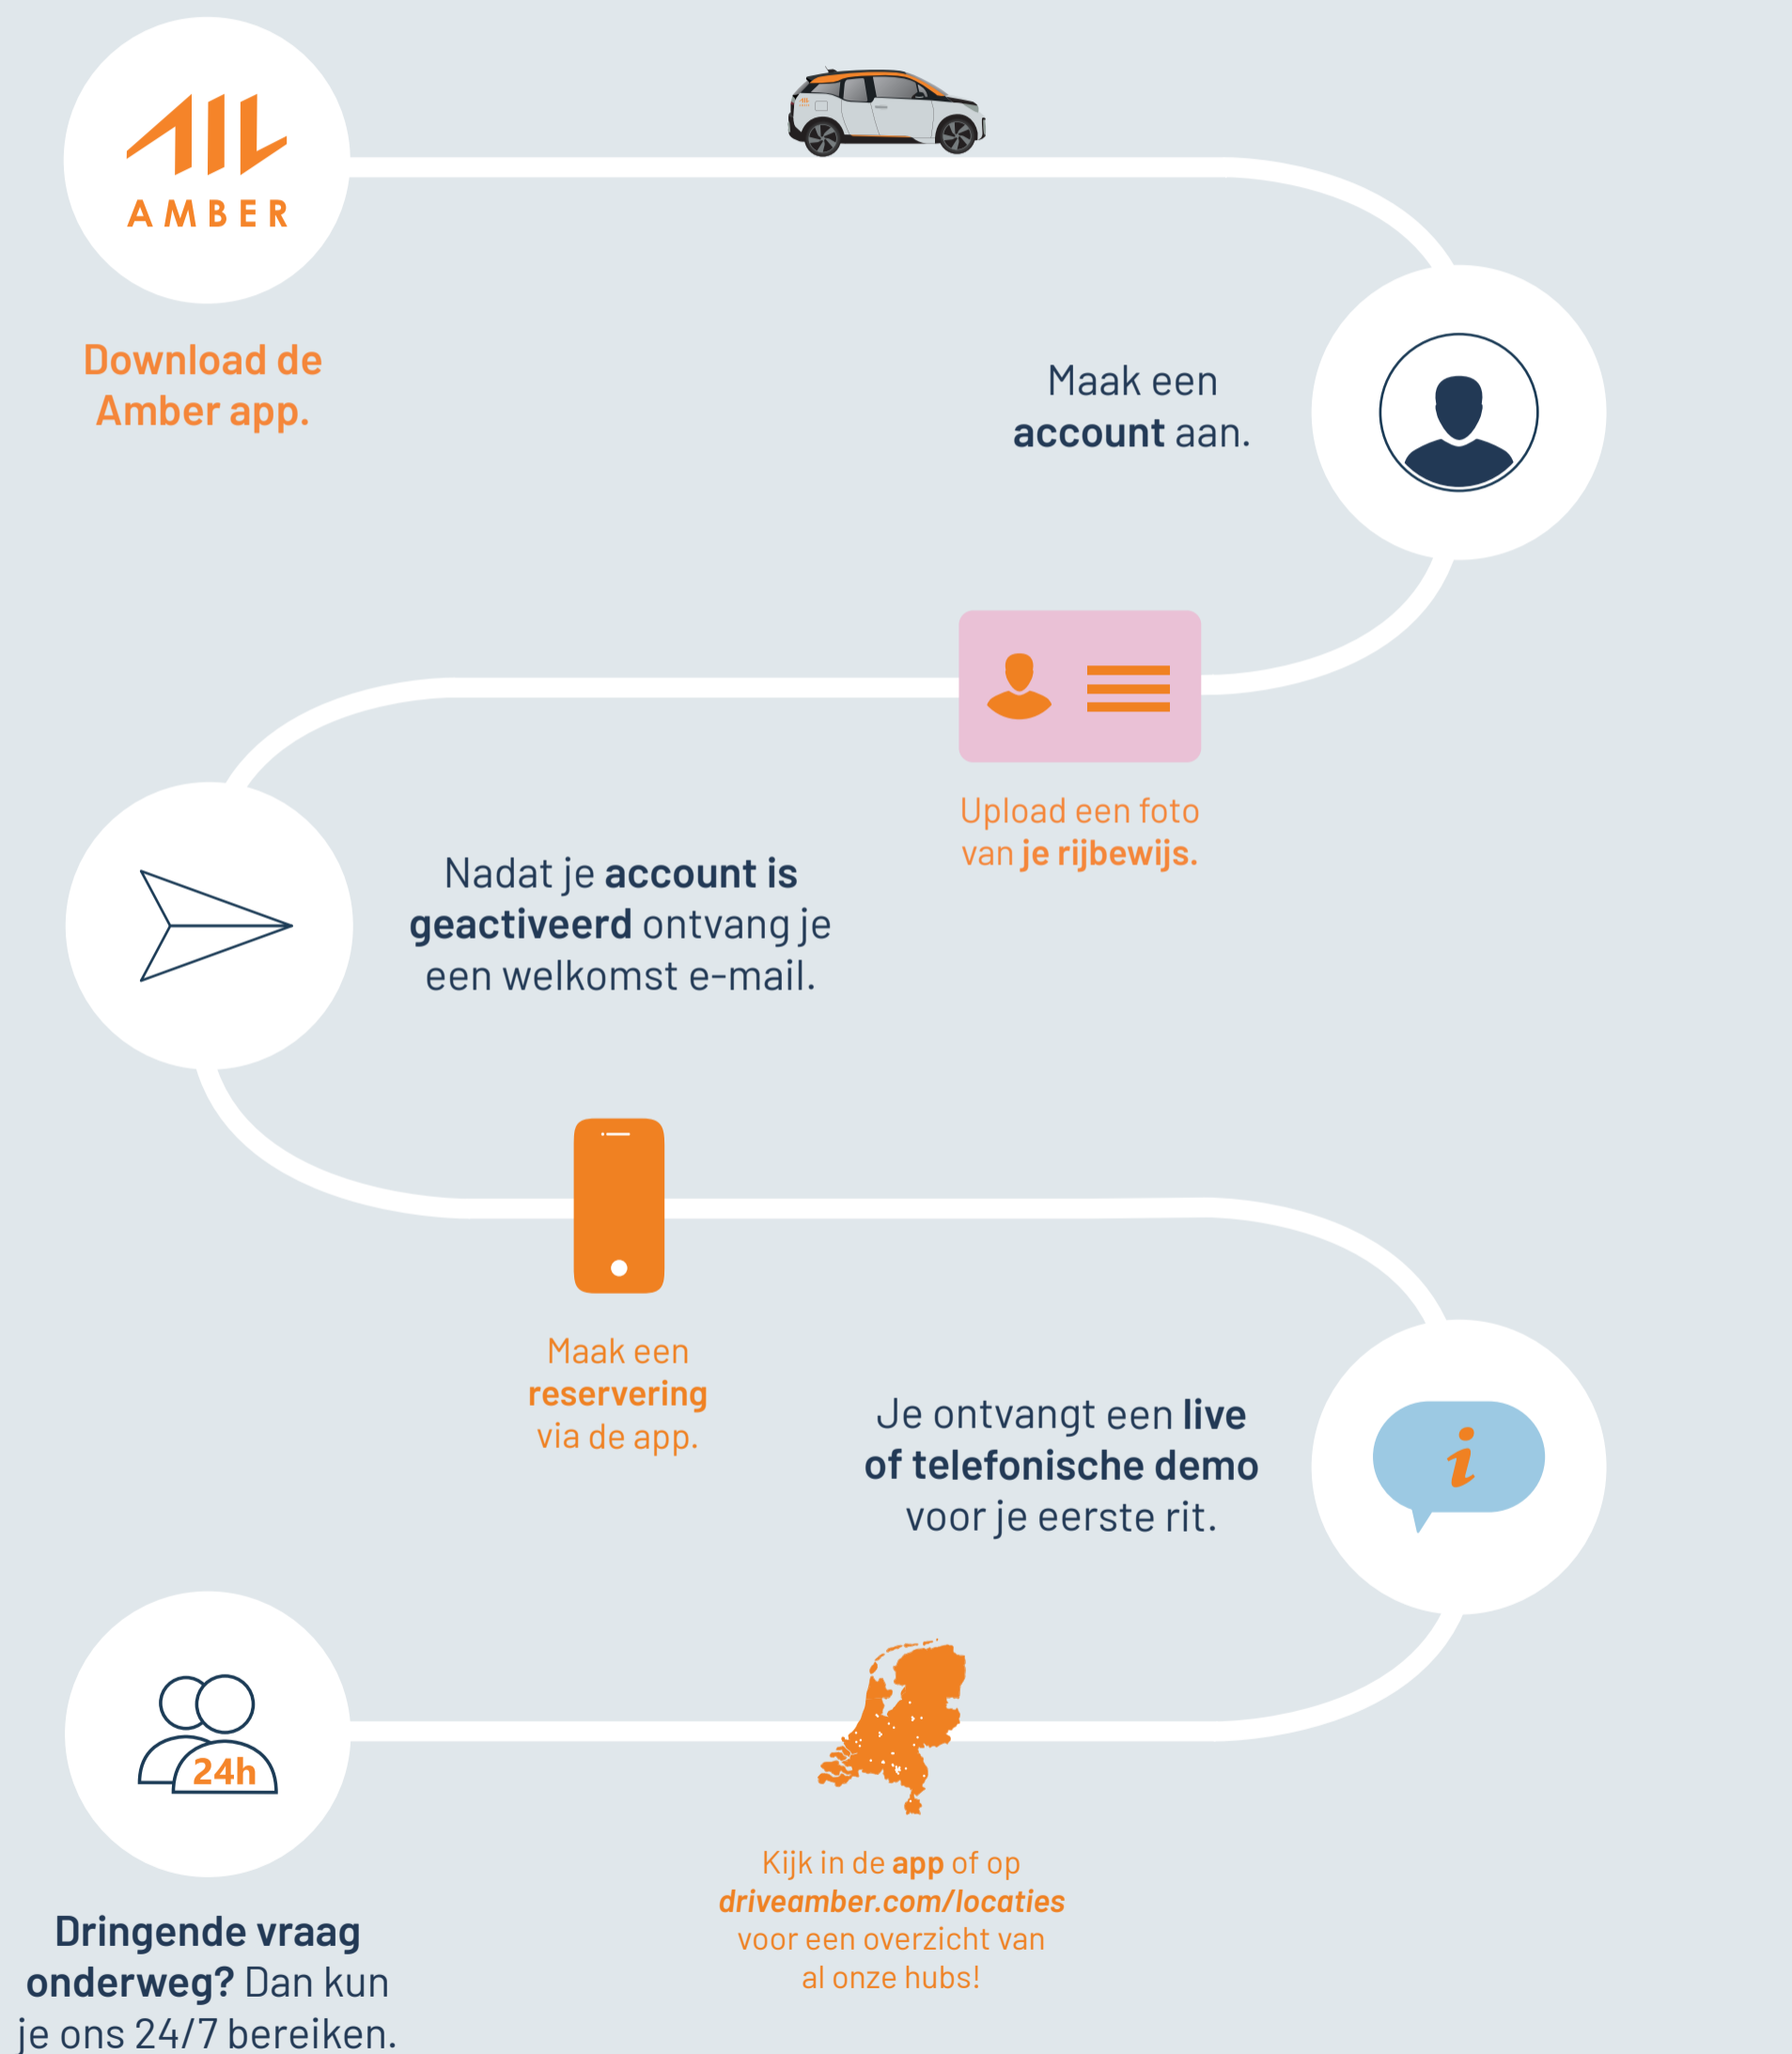 AMBER
Download de
Amber app.
Maak een
account aan.
Upload een foto
van je rijbewijs.
Nadat je account is
geactiveerd ontvang je
een welkomst e-mail.
Maak een
reservering
via de app.
Je ontvangt een live
of telefonische demo
voor je eerste rit.
i
Kijk in de app of op
driveamber.com/locaties
voor een overzicht van
al onze hubs!
24h
Dringende vraag
onderweg? Dan kun
je ons 24/7 bereiken.